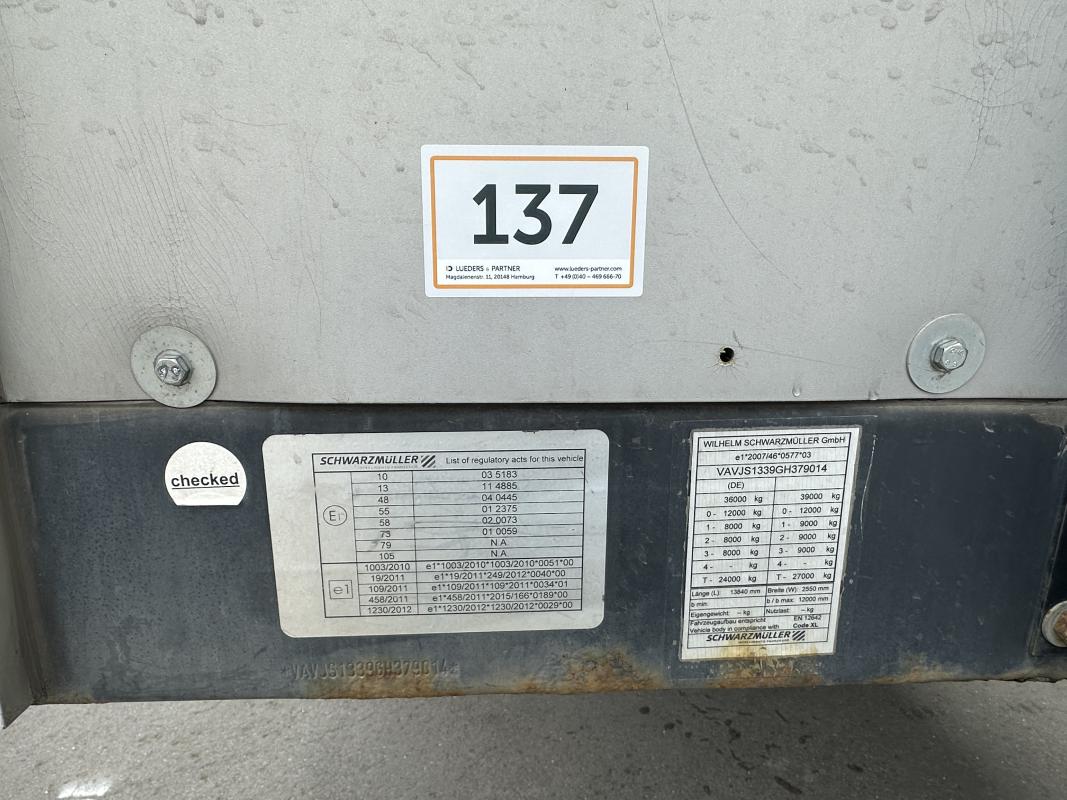 137
LUEDERS & PARTNER
Magdalenenstr. 11, 20148 Hamburg
www.lueders-partner.com
T +49 (0)40 – 469 666-70
checked
SCHWARZMÜLLER List of regulatory acts for this vehicle
INTELLIGENTE FAHRZEUGE
E1
10 03 5183
13 11 4885
48 04 0445
55 01 2375
58 02 0073
73 01 0059
79 N.A
105 N.A
e1
1003/2010 e1*1003/2010*1003/2010*0051*00
19/2011 e1*19/2011*249/2012*0040*00
109/2011 e1*109/2011*109*2011*0034*01
458/2011 e1*458/2011*2015/166*0189*00
1230/2012 e1*1230/2012*1230/2012*0029*00
VAVJS1339GH379014
WILHELM SCHWARZMÜLLER GmbH
e1*2007/46*0577*03
VAVJS1339GH379014
(DE)
36000 kg 39000 kg
0 - 12000 kg 0 - 12000 kg
1 - 8000 kg 1 - 9000 kg
2 - 8000 kg 2 - 9000 kg
3 - 8000 kg 3 - 9000 kg
4 - - kg 4 - - kg
T - 24000 kg T - 27000 kg
Länge (L): 13840 mm Breite (W): 2550 mm
b min: b / b max: 12000 mm
Eigengewicht: -- kg Nutzlast: -- kg
Fahrzeugaufbau entspricht EN 12642
Vehicle body in compliance with Code XL
SCHWARZMÜLLER
INTELLIGENTE FAHRZEUGE